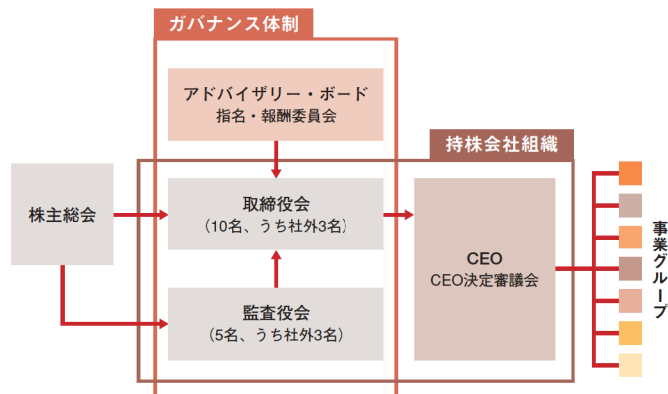 ガバナンス体制
アドバイザリー・ボード
指名・報酬委員会
持株会社組織
株主総会
取締役会
（10名、うち社外3名）
CEO
CEO決定審議会
監査役会
（5名、うち社外3名）
事業グループ